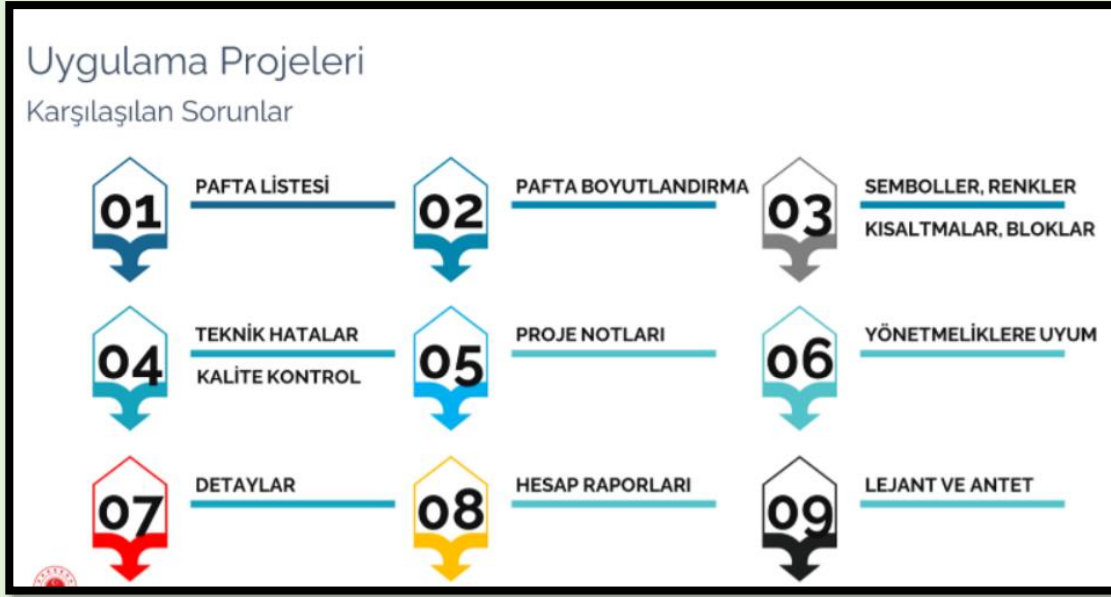 Uygulama Projeleri
Karşılaşılan Sorunlar
01 PAFTA LİSTESİ
02 PAFTA BOYUTLANDIRMA
03 SEMBOLLER, RENKLER
KISALTMALAR, BLOKLAR
04 TEKNİK HATALAR
KALİTE KONTROL
05 PROJE NOTLARI
06 YÖNETMELİKLERE UYUM
07 DETAYLAR
08 HESAP RAPORLARI
09 LEJANT VE ANTET